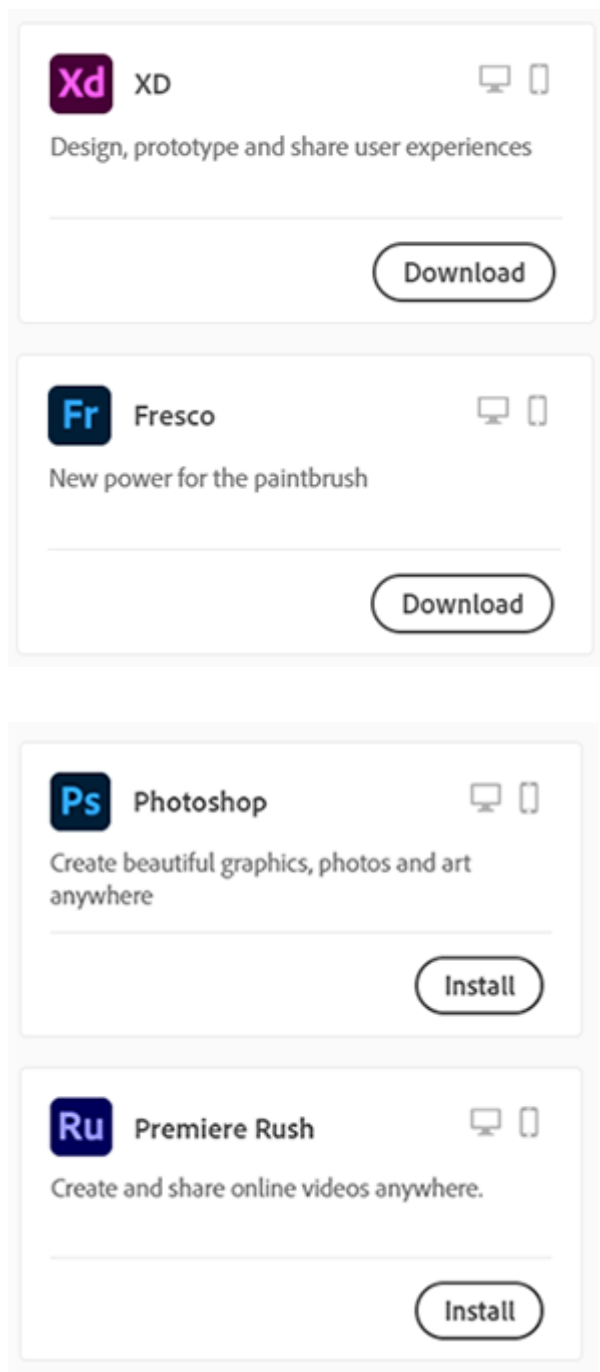 Xd XD
Design, prototype and share user experiences
Download
Fr Fresco
New power for the paintbrush
Download
Ps Photoshop
Create beautiful graphics, photos and art
anywhere
Install
Ru Premiere Rush
Create and share online videos anywhere.
Install